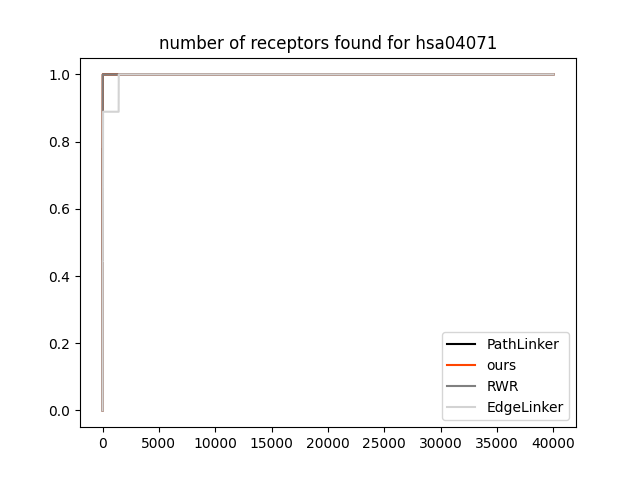 number of receptors found for hsa04071
1.0
0.8
0.6
0.4
0.2
0.0
PathLinker
ours
RWR
EdgeLinker
0 5000 10000 15000 20000 25000 30000 35000 40000